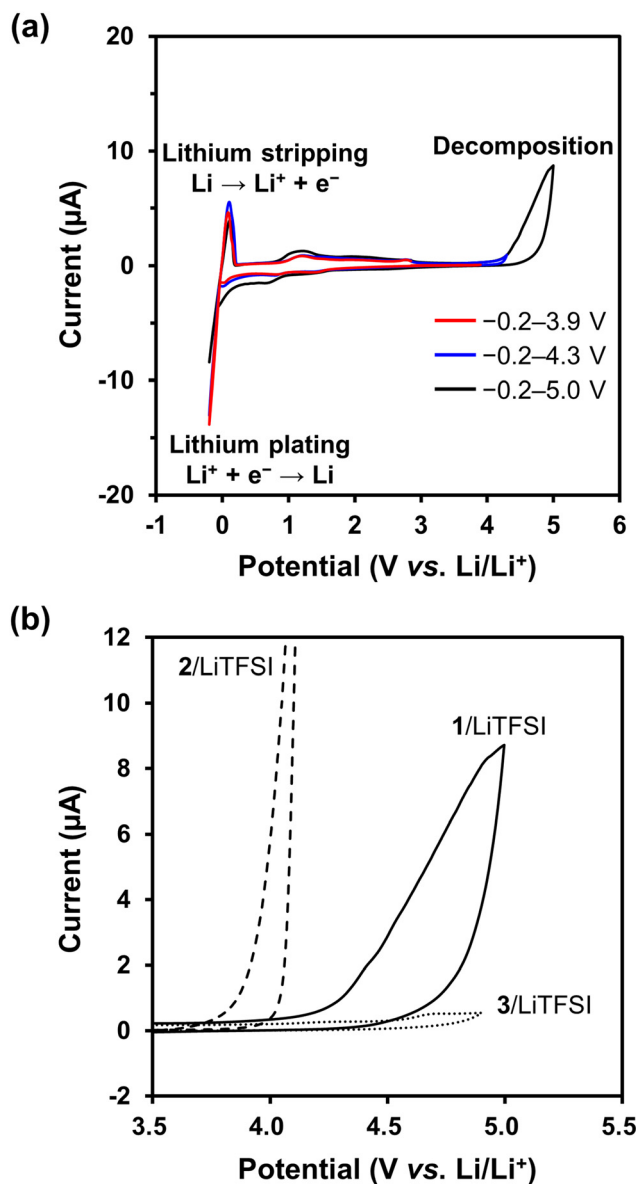 (a)
20
10
0
-10
-20
Current (µA)
Lithium stripping
Li → Li⁺ + e⁻
Decomposition
−0.2–3.9 V
−0.2–4.3 V
−0.2–5.0 V
Lithium plating
Li⁺ + e⁻ → Li
-1 0 1 2 3 4 5 6
Potential (V vs. Li/Li⁺)
(b)
12
10
8
6
4
2
0
-2
Current (µA)
2/LiTFSI
1/LiTFSI
3/LiTFSI
3.5 4.0 4.5 5.0 5.5
Potential (V vs. Li/Li⁺)